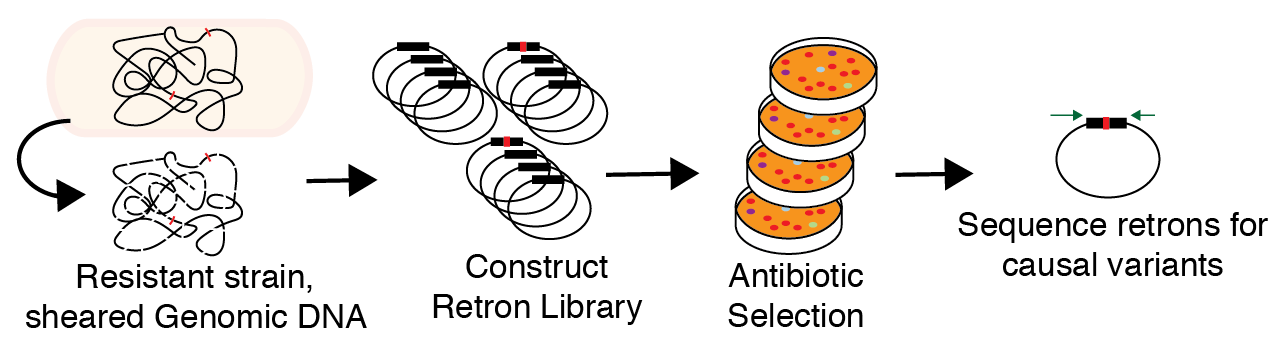 Resistant strain,
sheared Genomic DNA
Construct
Retron Library
Antibiotic
Selection
Sequence retrons for
causal variants